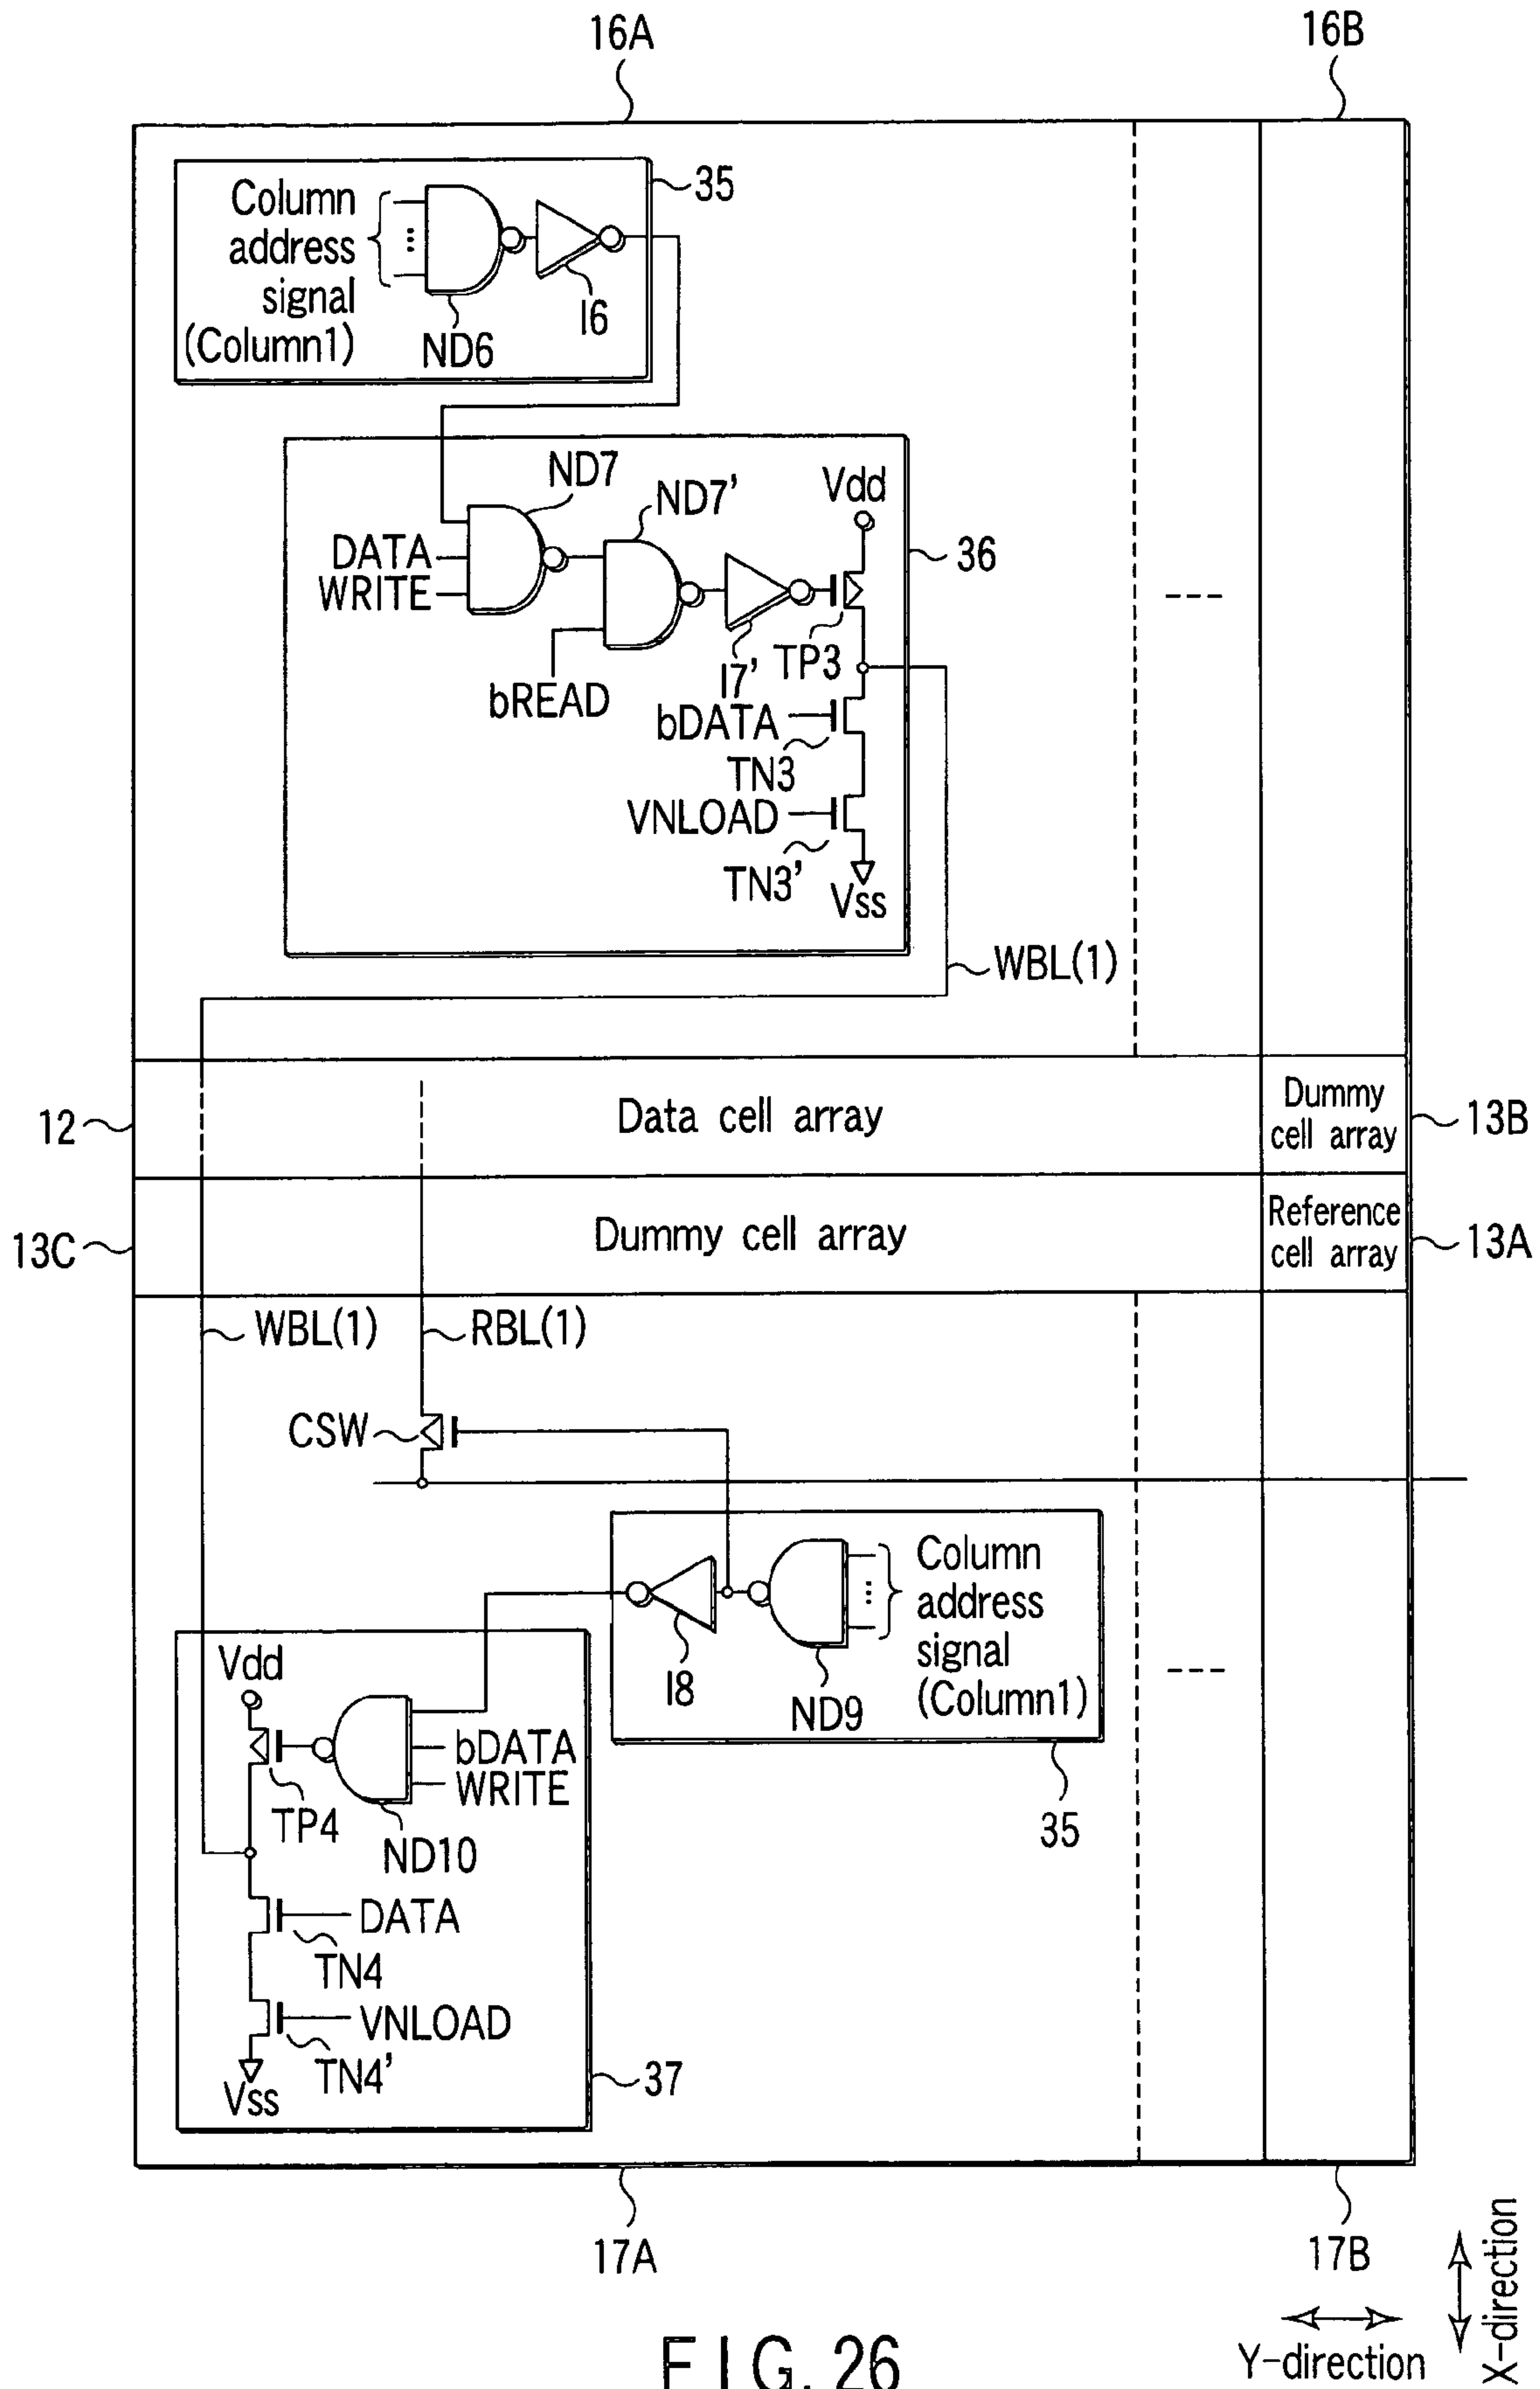 16A
16B
Column
address
signal
(Column1)
35
ND6
I6
ND7
ND7'
Vdd
36
DATA
WRITE
bREAD
I7'
TP3
bDATA
TN3
VNLOAD
TN3'
Vss
WBL(1)
12
Data cell array
Dummy
cell array
13B
13C
Dummy cell array
Reference
cell array
13A
WBL(1)
RBL(1)
CSW
Column
address
signal
(Column1)
I8
ND9
35
Vdd
bDATA
WRITE
TP4
ND10
DATA
TN4
VNLOAD
TN4'
Vss
37
17A
17B
X-direction
Y-direction
FIG. 26